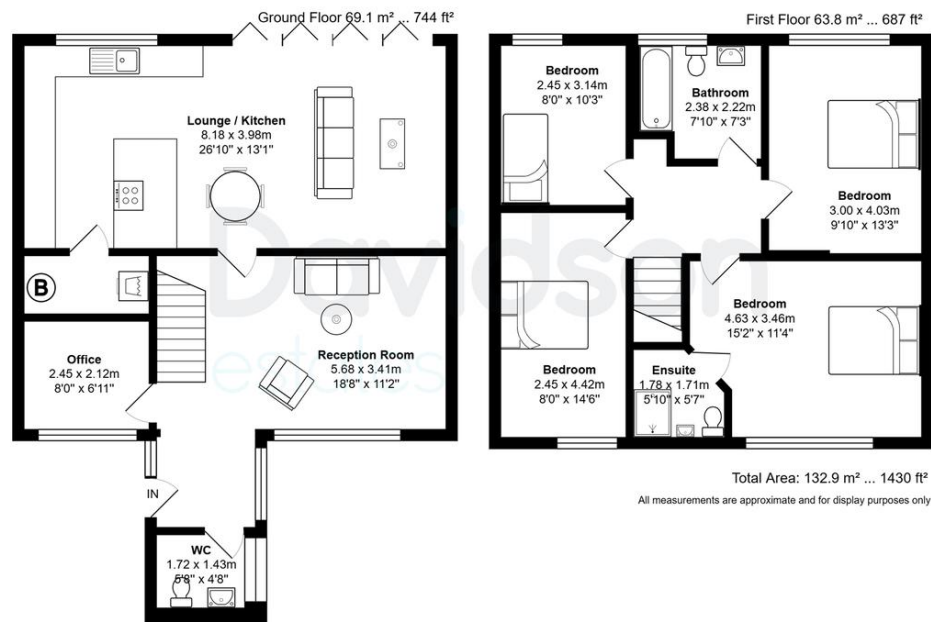 Ground Floor 69.1 m² ... 744 ft²
Lounge / Kitchen
8.18 x 3.98m
26'10" x 13'1"
B
Office
2.45 x 2.12m
8'0" x 6'11"
Reception Room
5.68 x 3.41m
18'8" x 11'2"
IN
WC
1.72 x 1.43m
5'8" x 4'8"
First Floor 63.8 m² ... 687 ft²
Bedroom
2.45 x 3.14m
8'0" x 10'3"
Bathroom
2.38 x 2.22m
7'10" x 7'3"
Bedroom
3.00 x 4.03m
9'10" x 13'3"
Bedroom
4.63 x 3.46m
15'2" x 11'4"
Bedroom
2.45 x 4.42m
8'0" x 14'6"
Ensuite
1.78 x 1.71m
5'10" x 5'7"
Total Area: 132.9 m² ... 1430 ft²
All measurements are approximate and for display purposes only
Davidson
estates